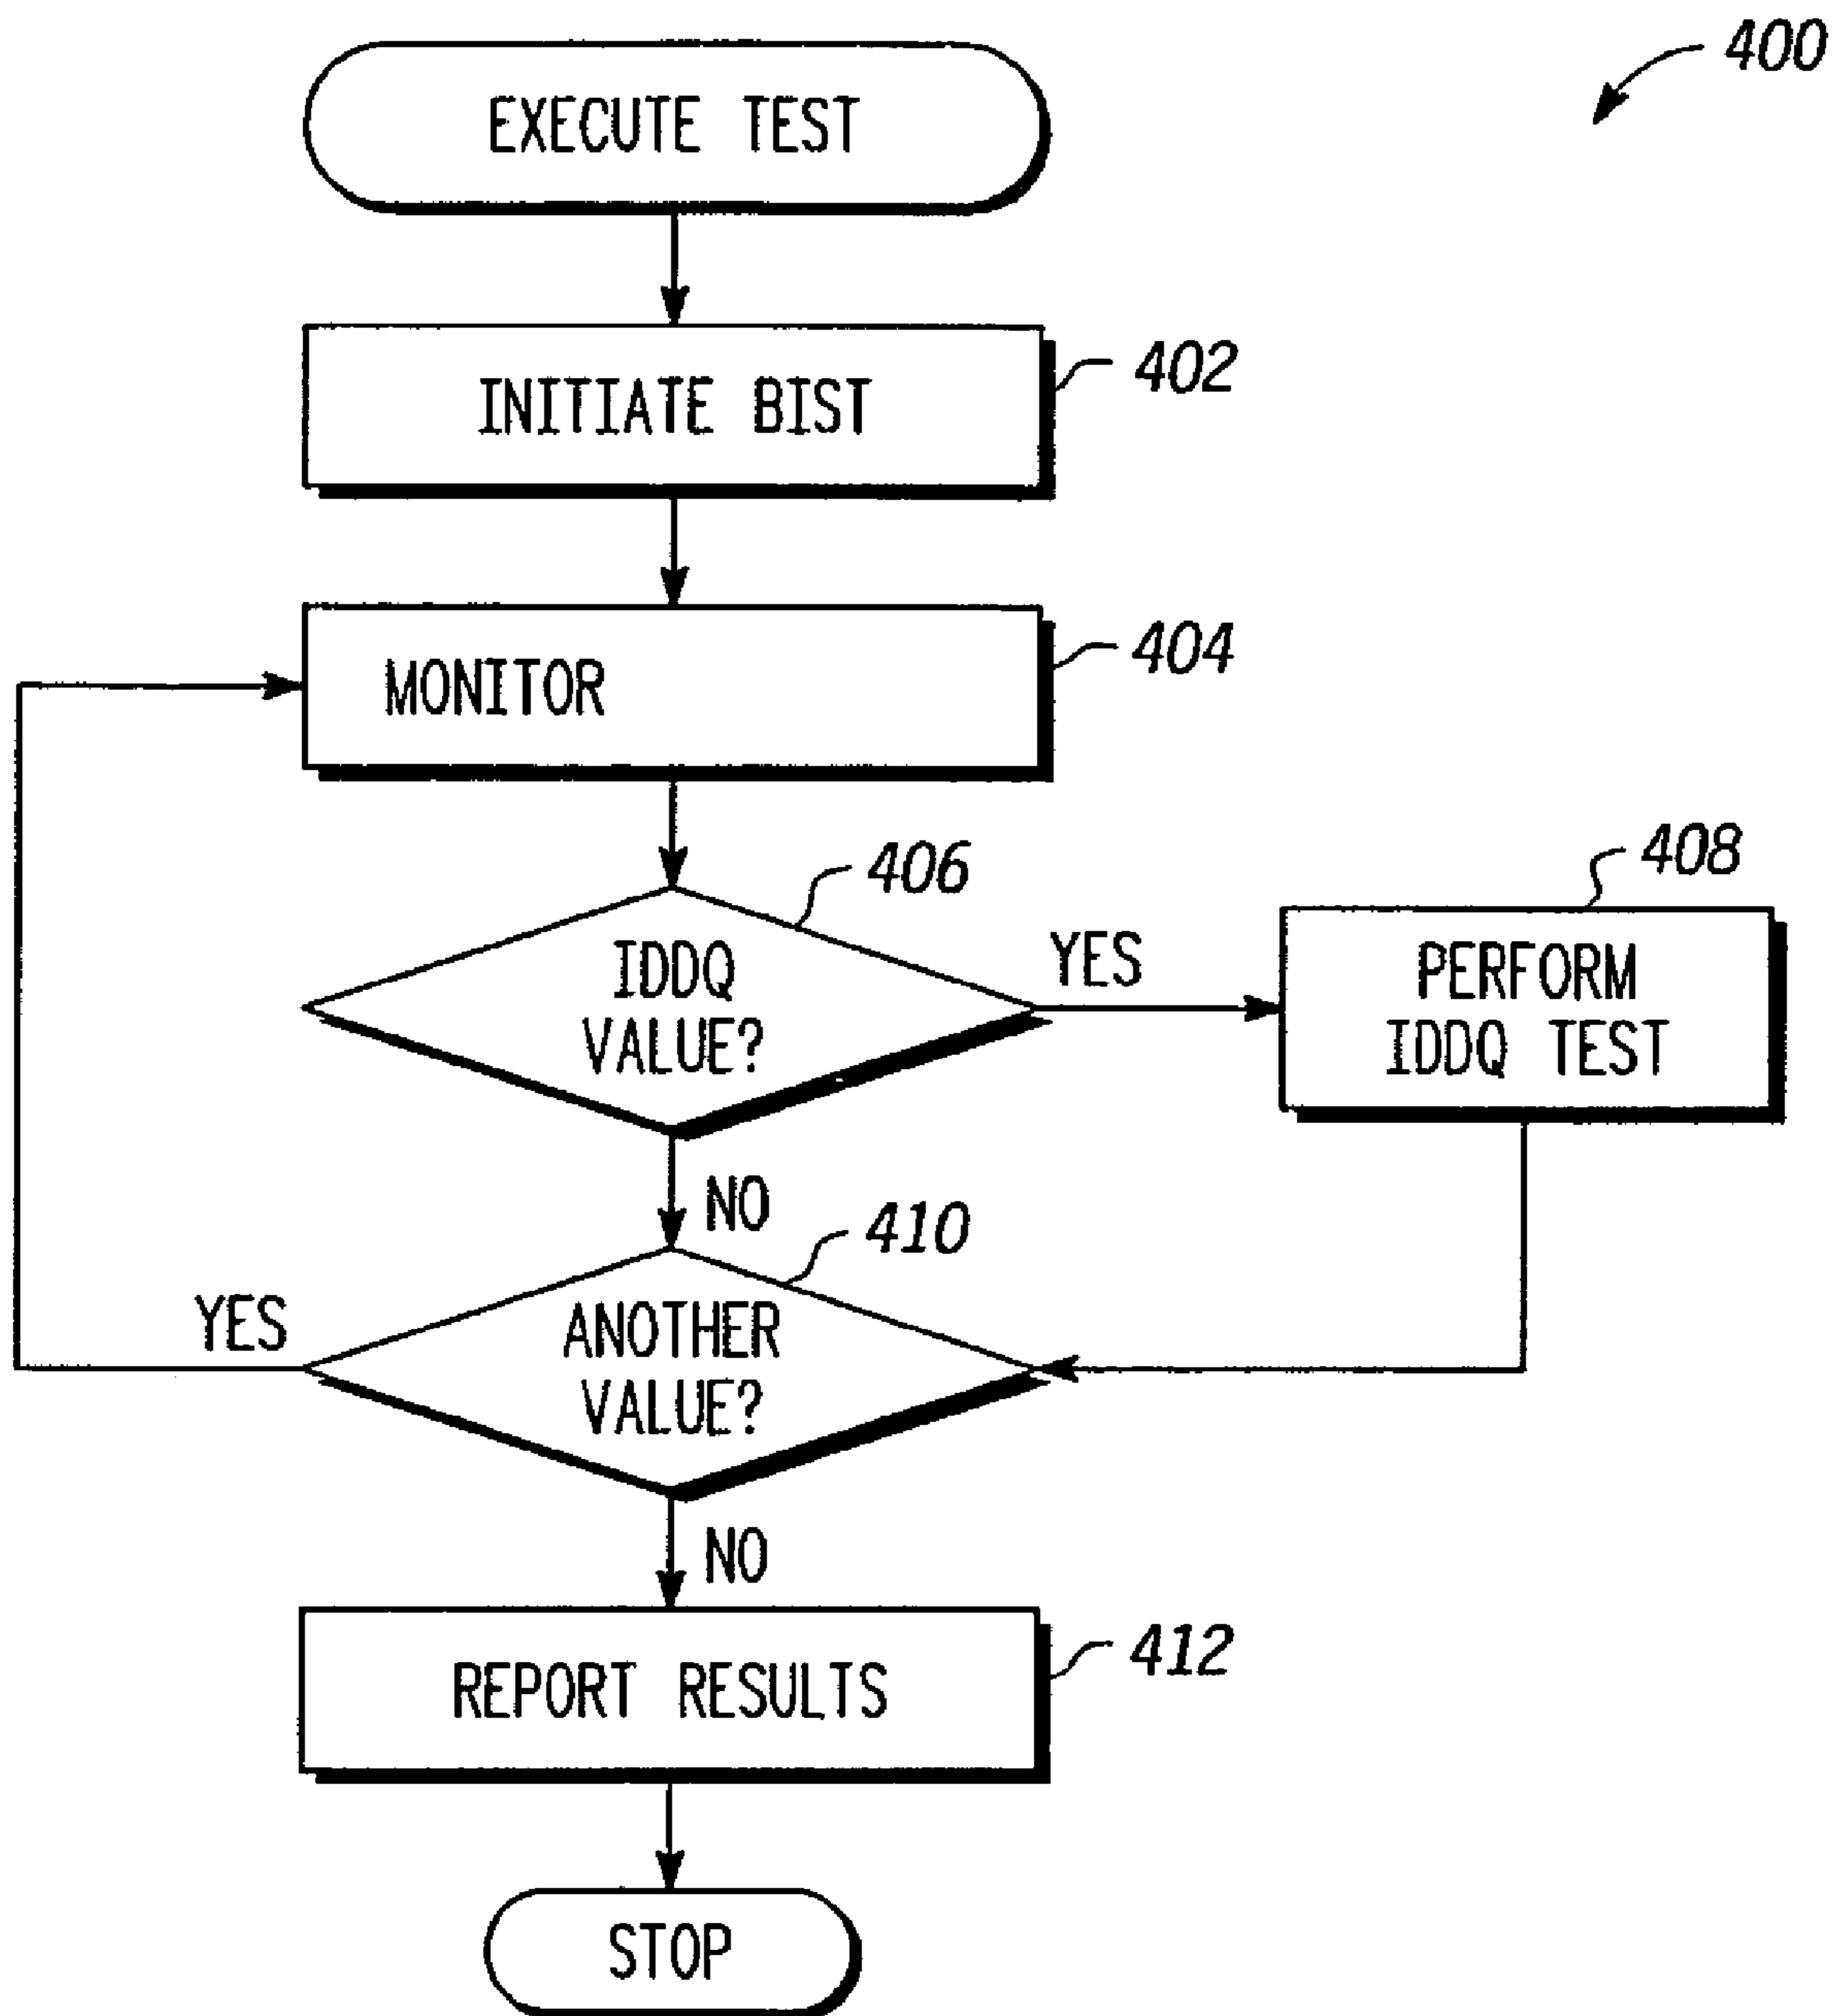 400
EXECUTE TEST
INITIATE BIST
402
MONITOR
404
406
IDDQ
VALUE?
YES
408
PERFORM
IDDQ TEST
NO
410
YES
ANOTHER
VALUE?
NO
REPORT RESULTS
412
STOP